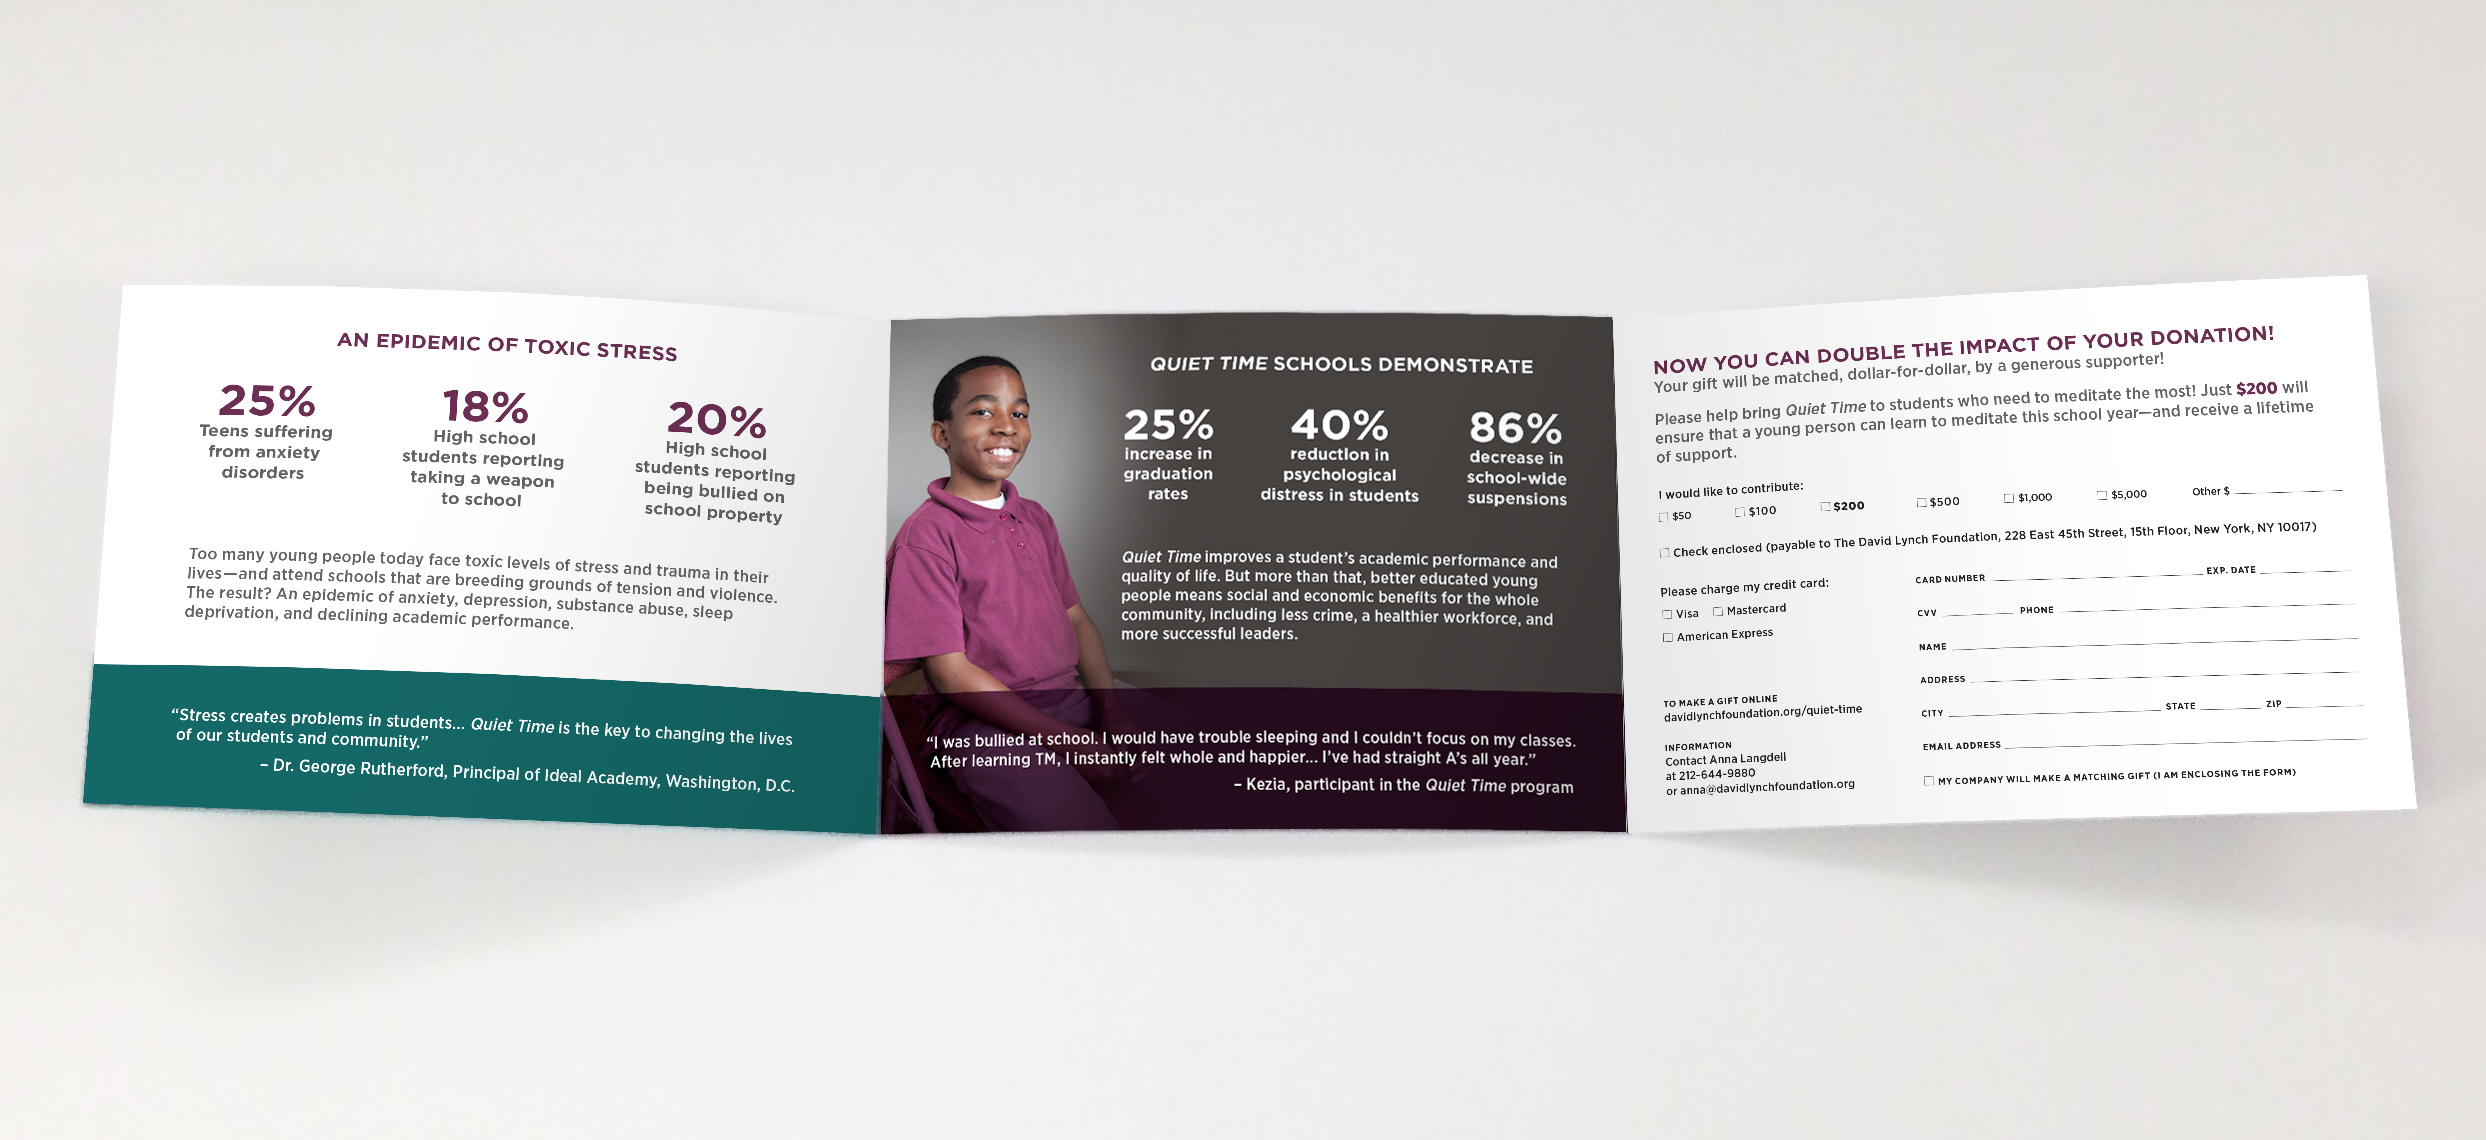 AN EPIDEMIC OF TOXIC STRESS
25%
Teens suffering
from anxiety
disorders
18%
High school
students reporting
taking a weapon
to school
20%
High school
students reporting
being bullied on
school property
Too many young people today face toxic levels of stress and trauma in their
lives—and attend schools that are breeding grounds of tension and violence.
The result? An epidemic of anxiety, depression, substance abuse, sleep
deprivation, and declining academic performance.
“Stress creates problems in students... Quiet Time is the key to changing the lives
of our students and community.”
– Dr. George Rutherford, Principal of Ideal Academy, Washington, D.C.
QUIET TIME SCHOOLS DEMONSTRATE
25%
increase in
graduation
rates
40%
reduction in
psychological
distress in students
86%
decrease in
school-wide
suspensions
Quiet Time improves a student’s academic performance and
quality of life. But more than that, better educated young
people means social and economic benefits for the whole
community, including less crime, a healthier workforce, and
more successful leaders.
“I was bullied at school. I would have trouble sleeping and I couldn’t focus on my classes.
After learning TM, I instantly felt whole and happier... I’ve had straight A’s all year.”
– Kezia, participant in the Quiet Time program
NOW YOU CAN DOUBLE THE IMPACT OF YOUR DONATION!
Your gift will be matched, dollar-for-dollar, by a generous supporter!
Please help bring Quiet Time to students who need to meditate the most! Just $200 will
ensure that a young person can learn to meditate this school year—and receive a lifetime
of support.
I would like to contribute:
$50 $100 $200 $500 $1,000 $5,000 Other $
Check enclosed (payable to The David Lynch Foundation, 228 East 45th Street, 15th Floor, New York, NY 10017)
Please charge my credit card:
Visa Mastercard
American Express
CARD NUMBER EXP. DATE
CVV PHONE
NAME
ADDRESS
CITY STATE ZIP
EMAIL ADDRESS
MY COMPANY WILL MAKE A MATCHING GIFT (I AM ENCLOSING THE FORM)
TO MAKE A GIFT ONLINE
davidlynchfoundation.org/quiet-time
INFORMATION
Contact Anna Langdell
at 212-644-9880
or anna@davidlynchfoundation.org